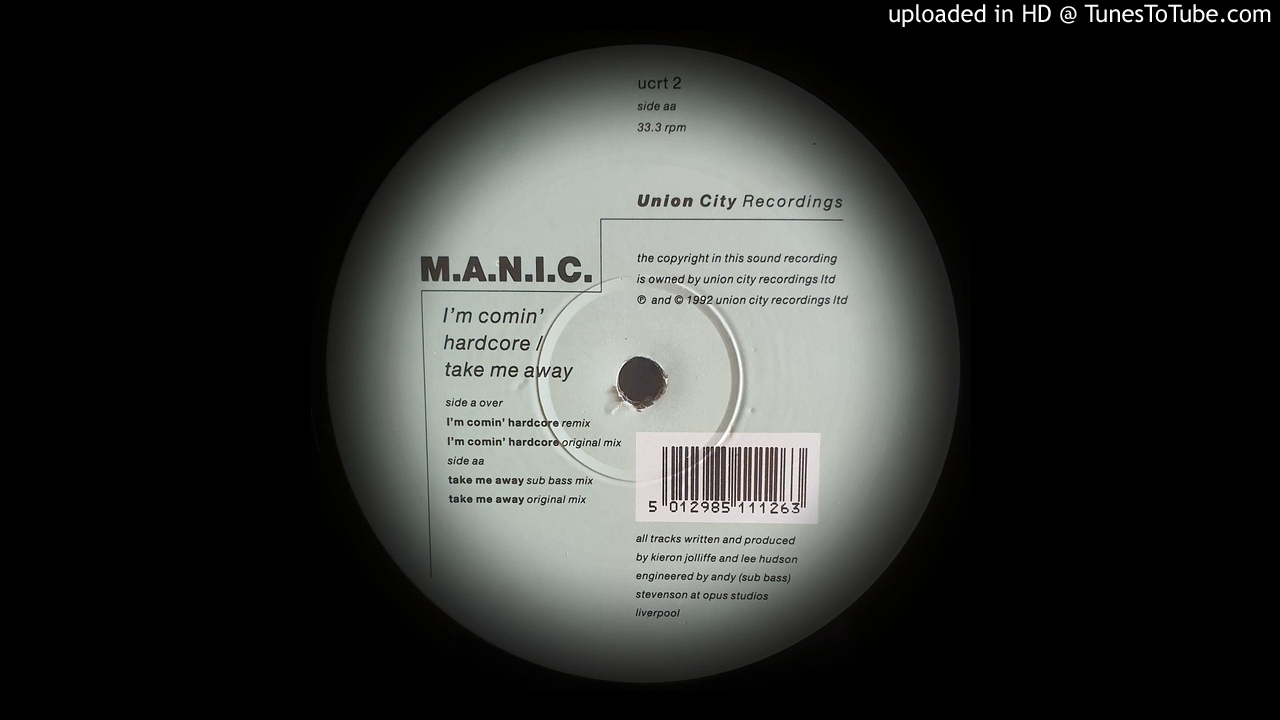 uploaded in HD @ TunesToTube.com
ucrt 2
side aa
33.3 rpm
Union City Recordings
M.A.N.I.C.
I'm comin'
hardcore /
take me away
side a over
I'm comin' hardcore remix
I'm comin' hardcore original mix
side aa
take me away sub bass mix
take me away original mix
the copyright in this sound recording
is owned by union city recordings ltd
℗ and © 1992 union city recordings ltd
5 012985 111263
all tracks written and produced
by kieron jolliffe and lee hudson
engineered by andy (sub bass)
stevenson at opus studios
liverpool